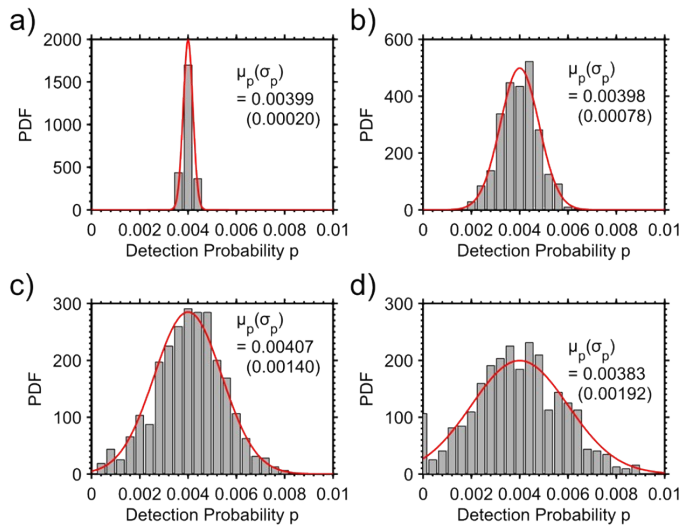 a)
2000
1500
1000
500
0
PDF
μp(σp)
= 0.00399
(0.00020)
0 0.002 0.004 0.006 0.008 0.01
Detection Probability p
b)
600
400
200
0
PDF
μp(σp)
= 0.00398
(0.00078)
0 0.002 0.004 0.006 0.008 0.01
Detection Probability p
c)
300
200
100
0
PDF
μp(σp)
= 0.00407
(0.00140)
0 0.002 0.004 0.006 0.008 0.01
Detection Probability p
d)
300
200
100
0
PDF
μp(σp)
= 0.00383
(0.00192)
0 0.002 0.004 0.006 0.008 0.01
Detection Probability p